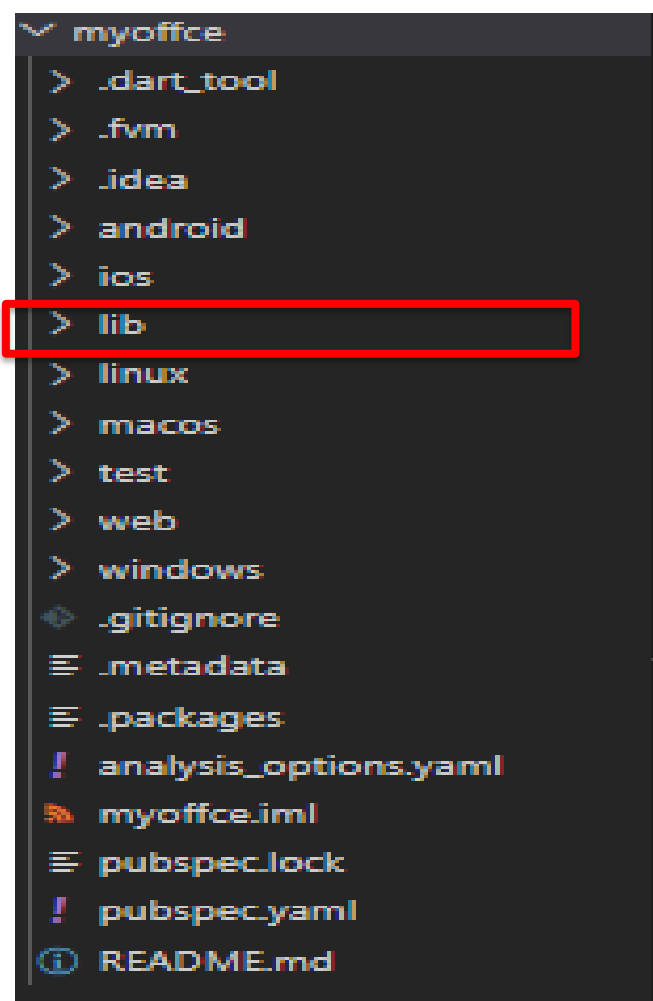 myoffce
.dart_tool
.fvm
.idea
android
ios
lib
linux
macos
test
web
windows
.gitignore
.metadata
.packages
analysis_options.yaml
myoffce.iml
pubspec.lock
pubspec.yaml
README.md